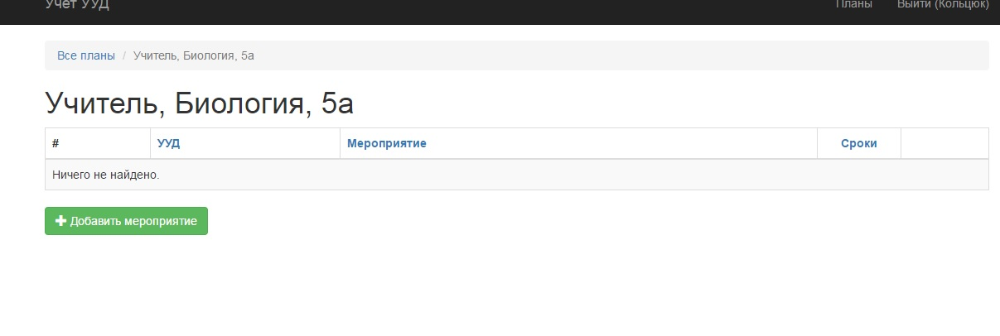 Учет УУД
Планы
Выйти (Кольцюк)
Все планы / Учитель, Биология, 5а
Учитель, Биология, 5а
# УУД Мероприятие Сроки
Ничего не найдено.
Добавить мероприятие